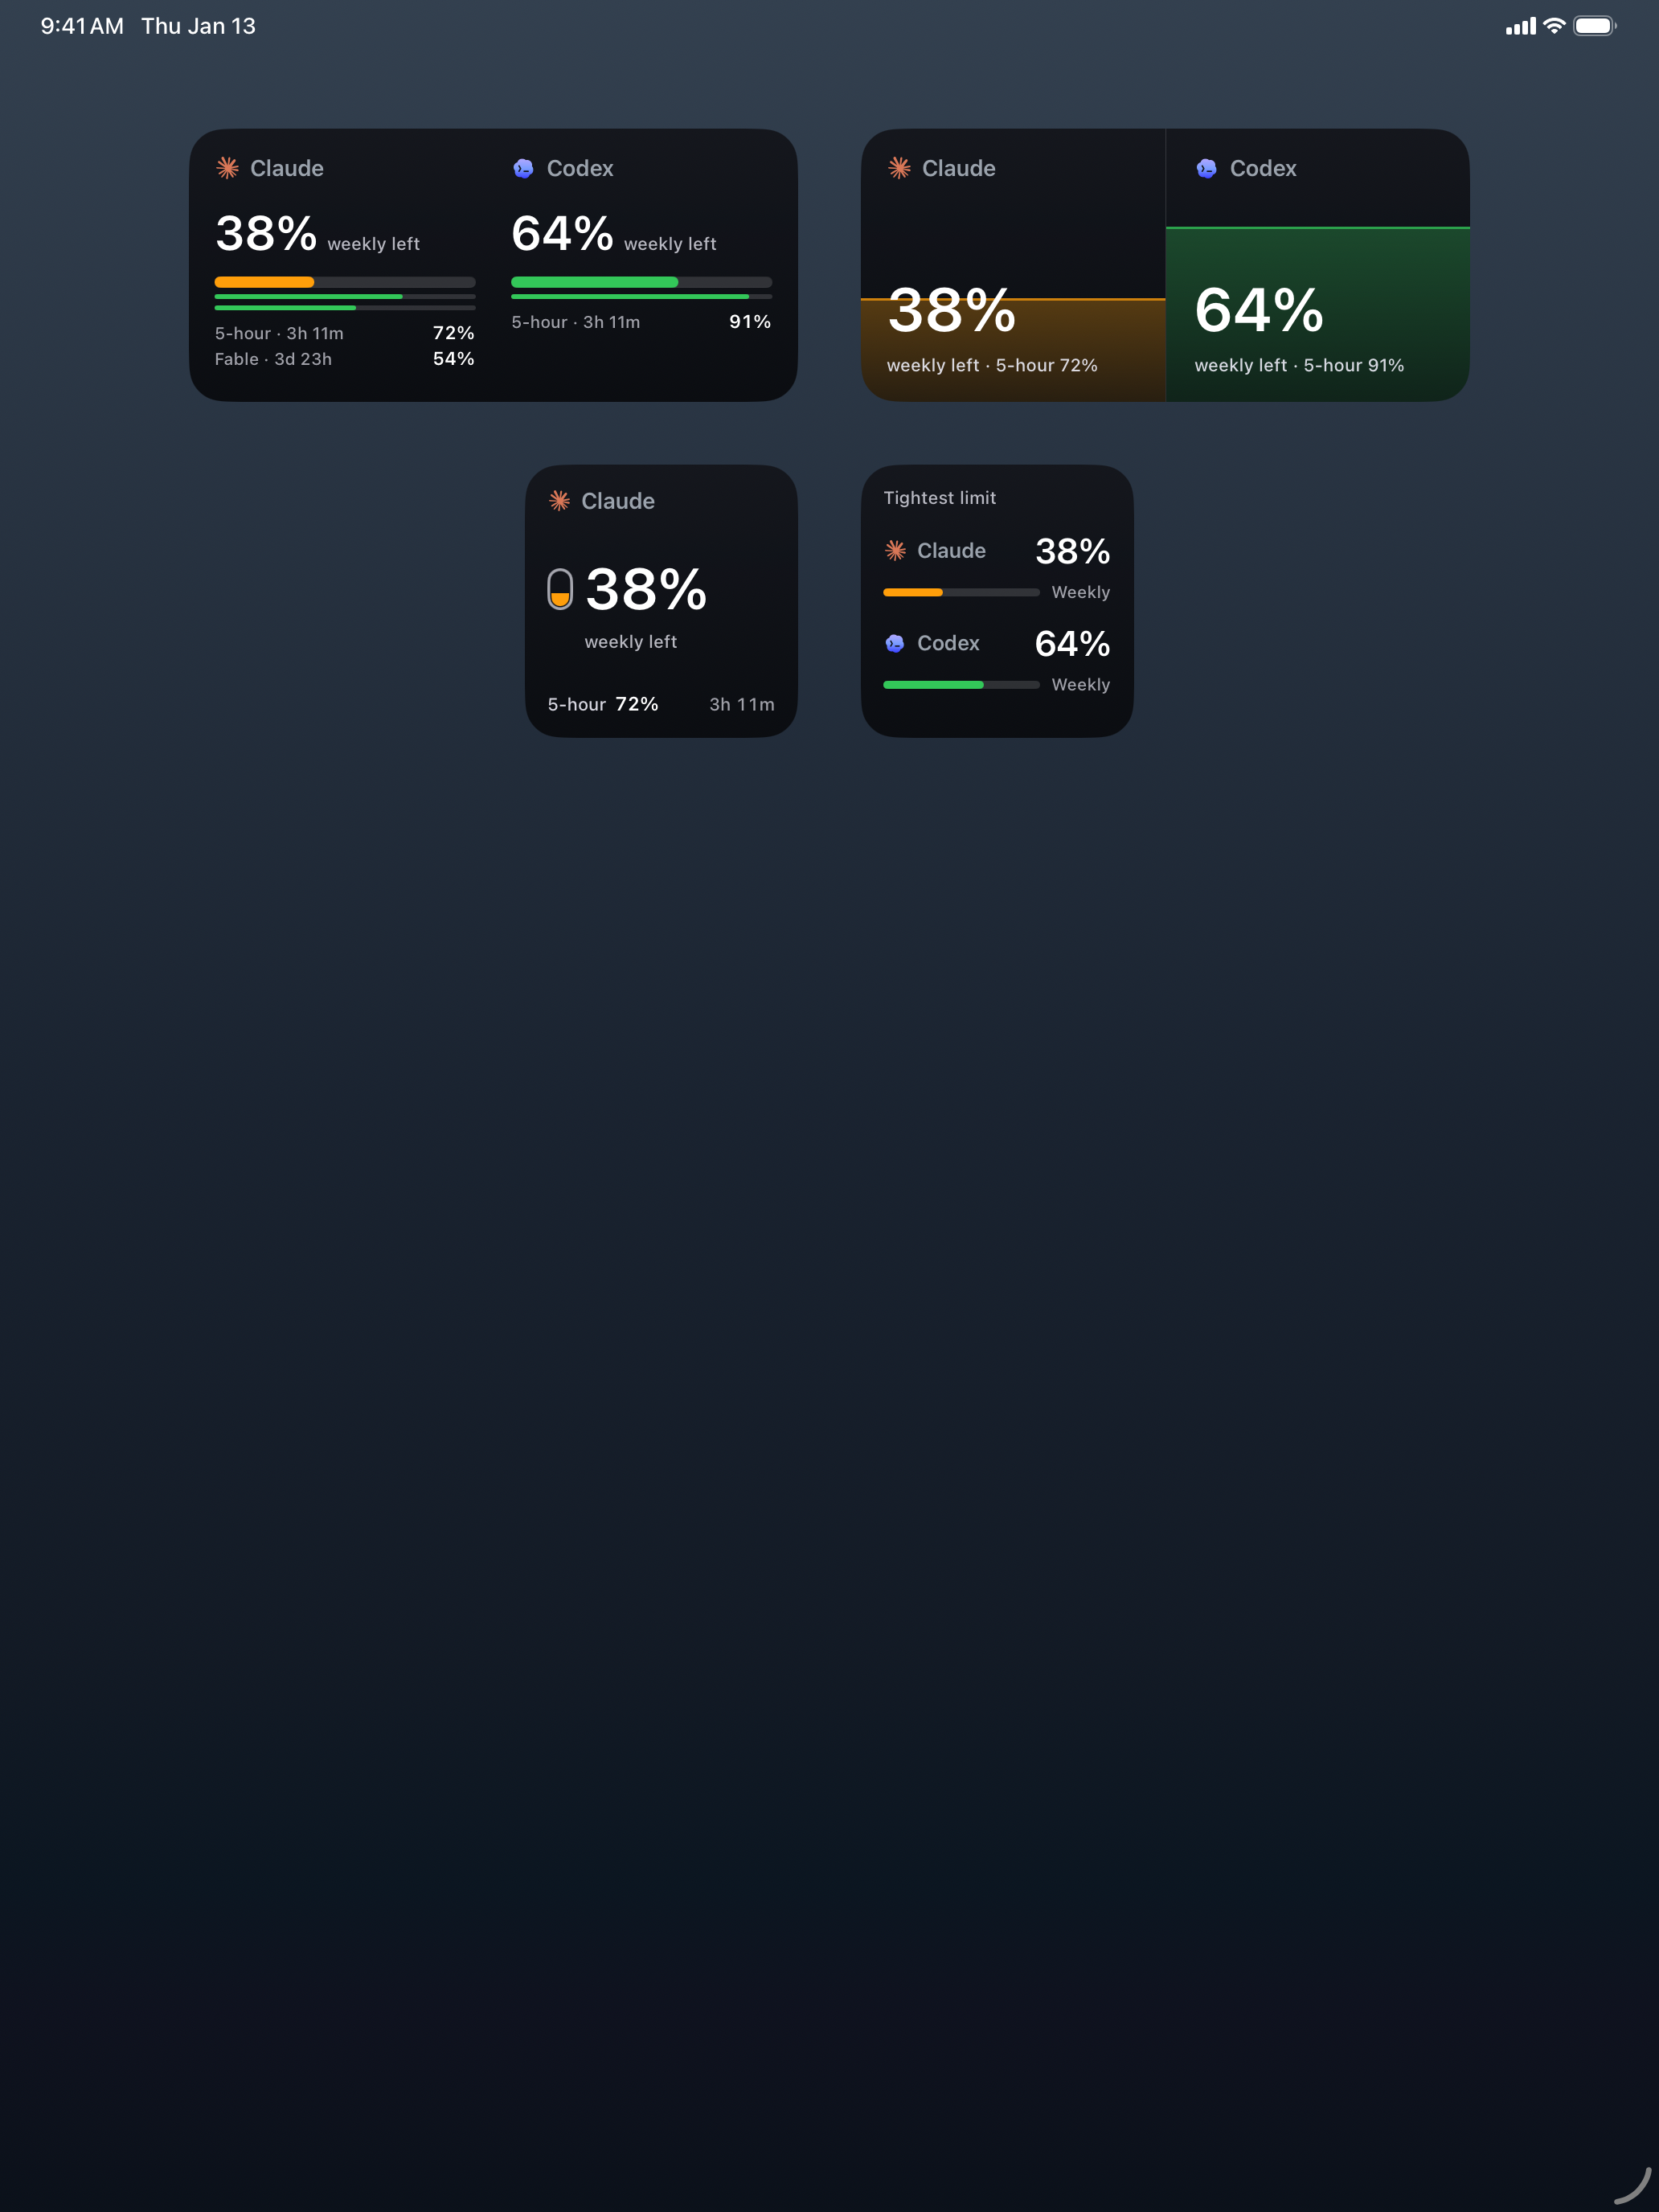 9:41 AM Thu Jan 13
Claude
38% weekly left
5-hour · 3h 11m 72%
Fable · 3d 23h 54%
Codex
64% weekly left
5-hour · 3h 11m 91%
Claude
38%
weekly left · 5-hour 72%
Codex
64%
weekly left · 5-hour 91%
Claude
38%
weekly left
5-hour 72% 3h 11m
Tightest limit
Claude 38%
Weekly
Codex 64%
Weekly